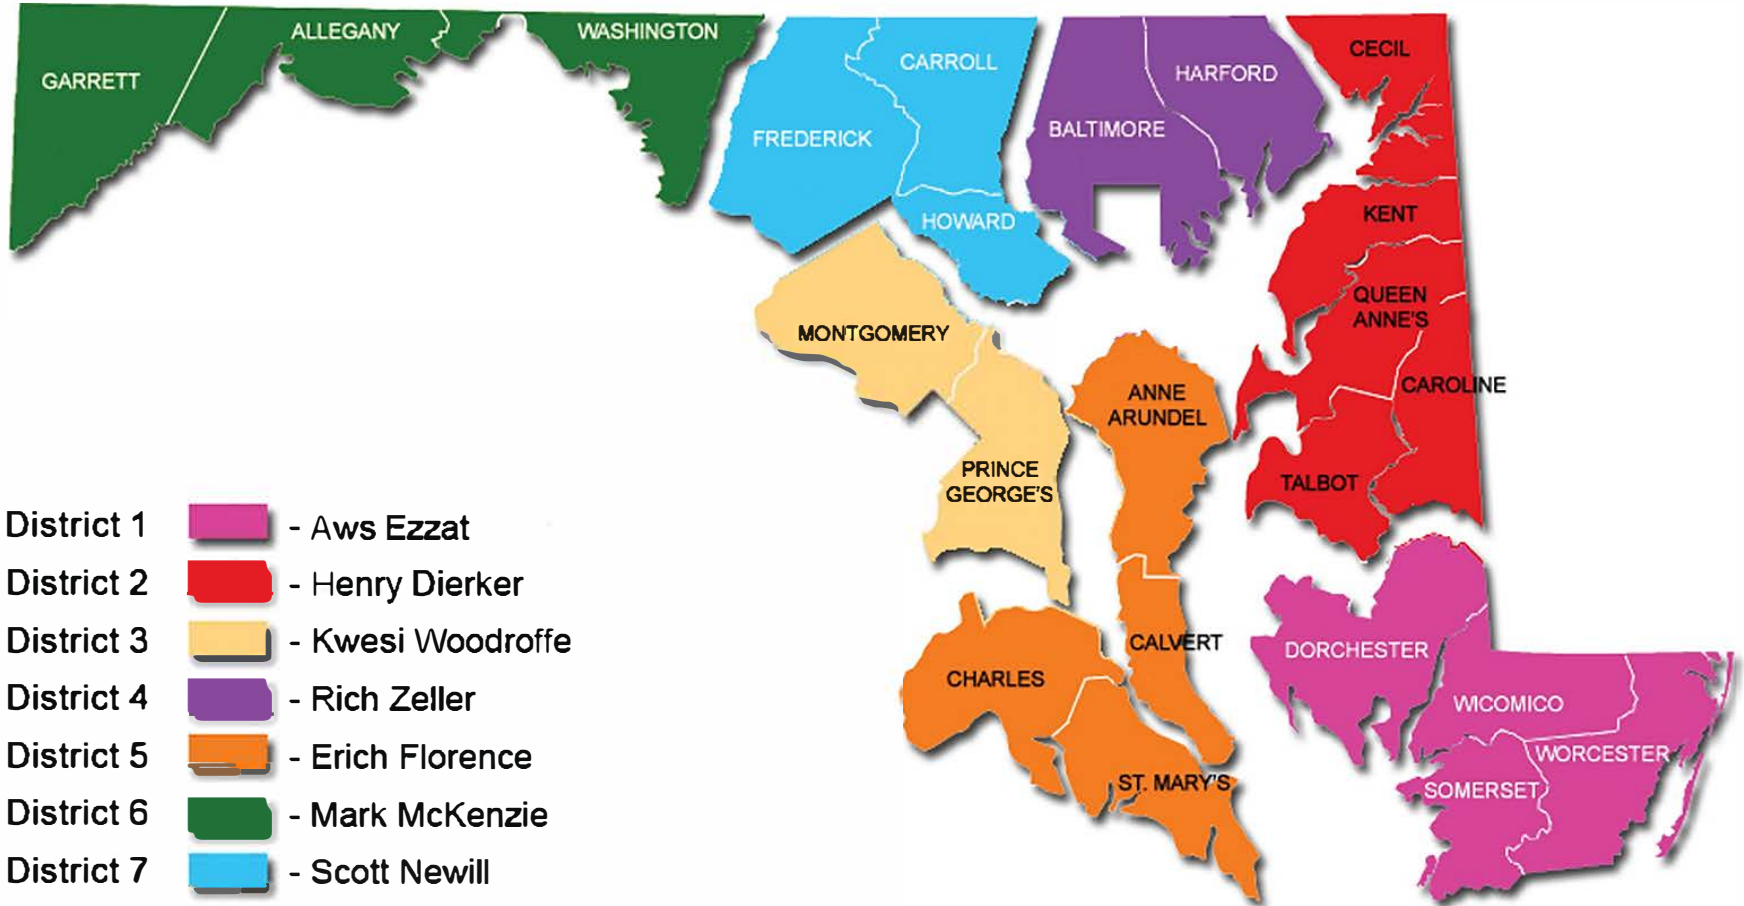 GARRETT
ALLEGANY
WASHINGTON
FREDERICK
CARROLL
HOWARD
BALTIMORE
HARFORD
CECIL
KENT
QUEEN
ANNE'S
CAROLINE
TALBOT
MONTGOMERY
PRINCE
GEORGE'S
ANNE
ARUNDEL
CALVERT
CHARLES
ST. MARY'S
DORCHESTER
WICOMICO
WORCESTER
SOMERSET
District 1 - Aws Ezzat
District 2 - Henry Dierker
District 3 - Kwesi Woodroffe
District 4 - Rich Zeller
District 5 - Erich Florence
District 6 - Mark McKenzie
District 7 - Scott Newill